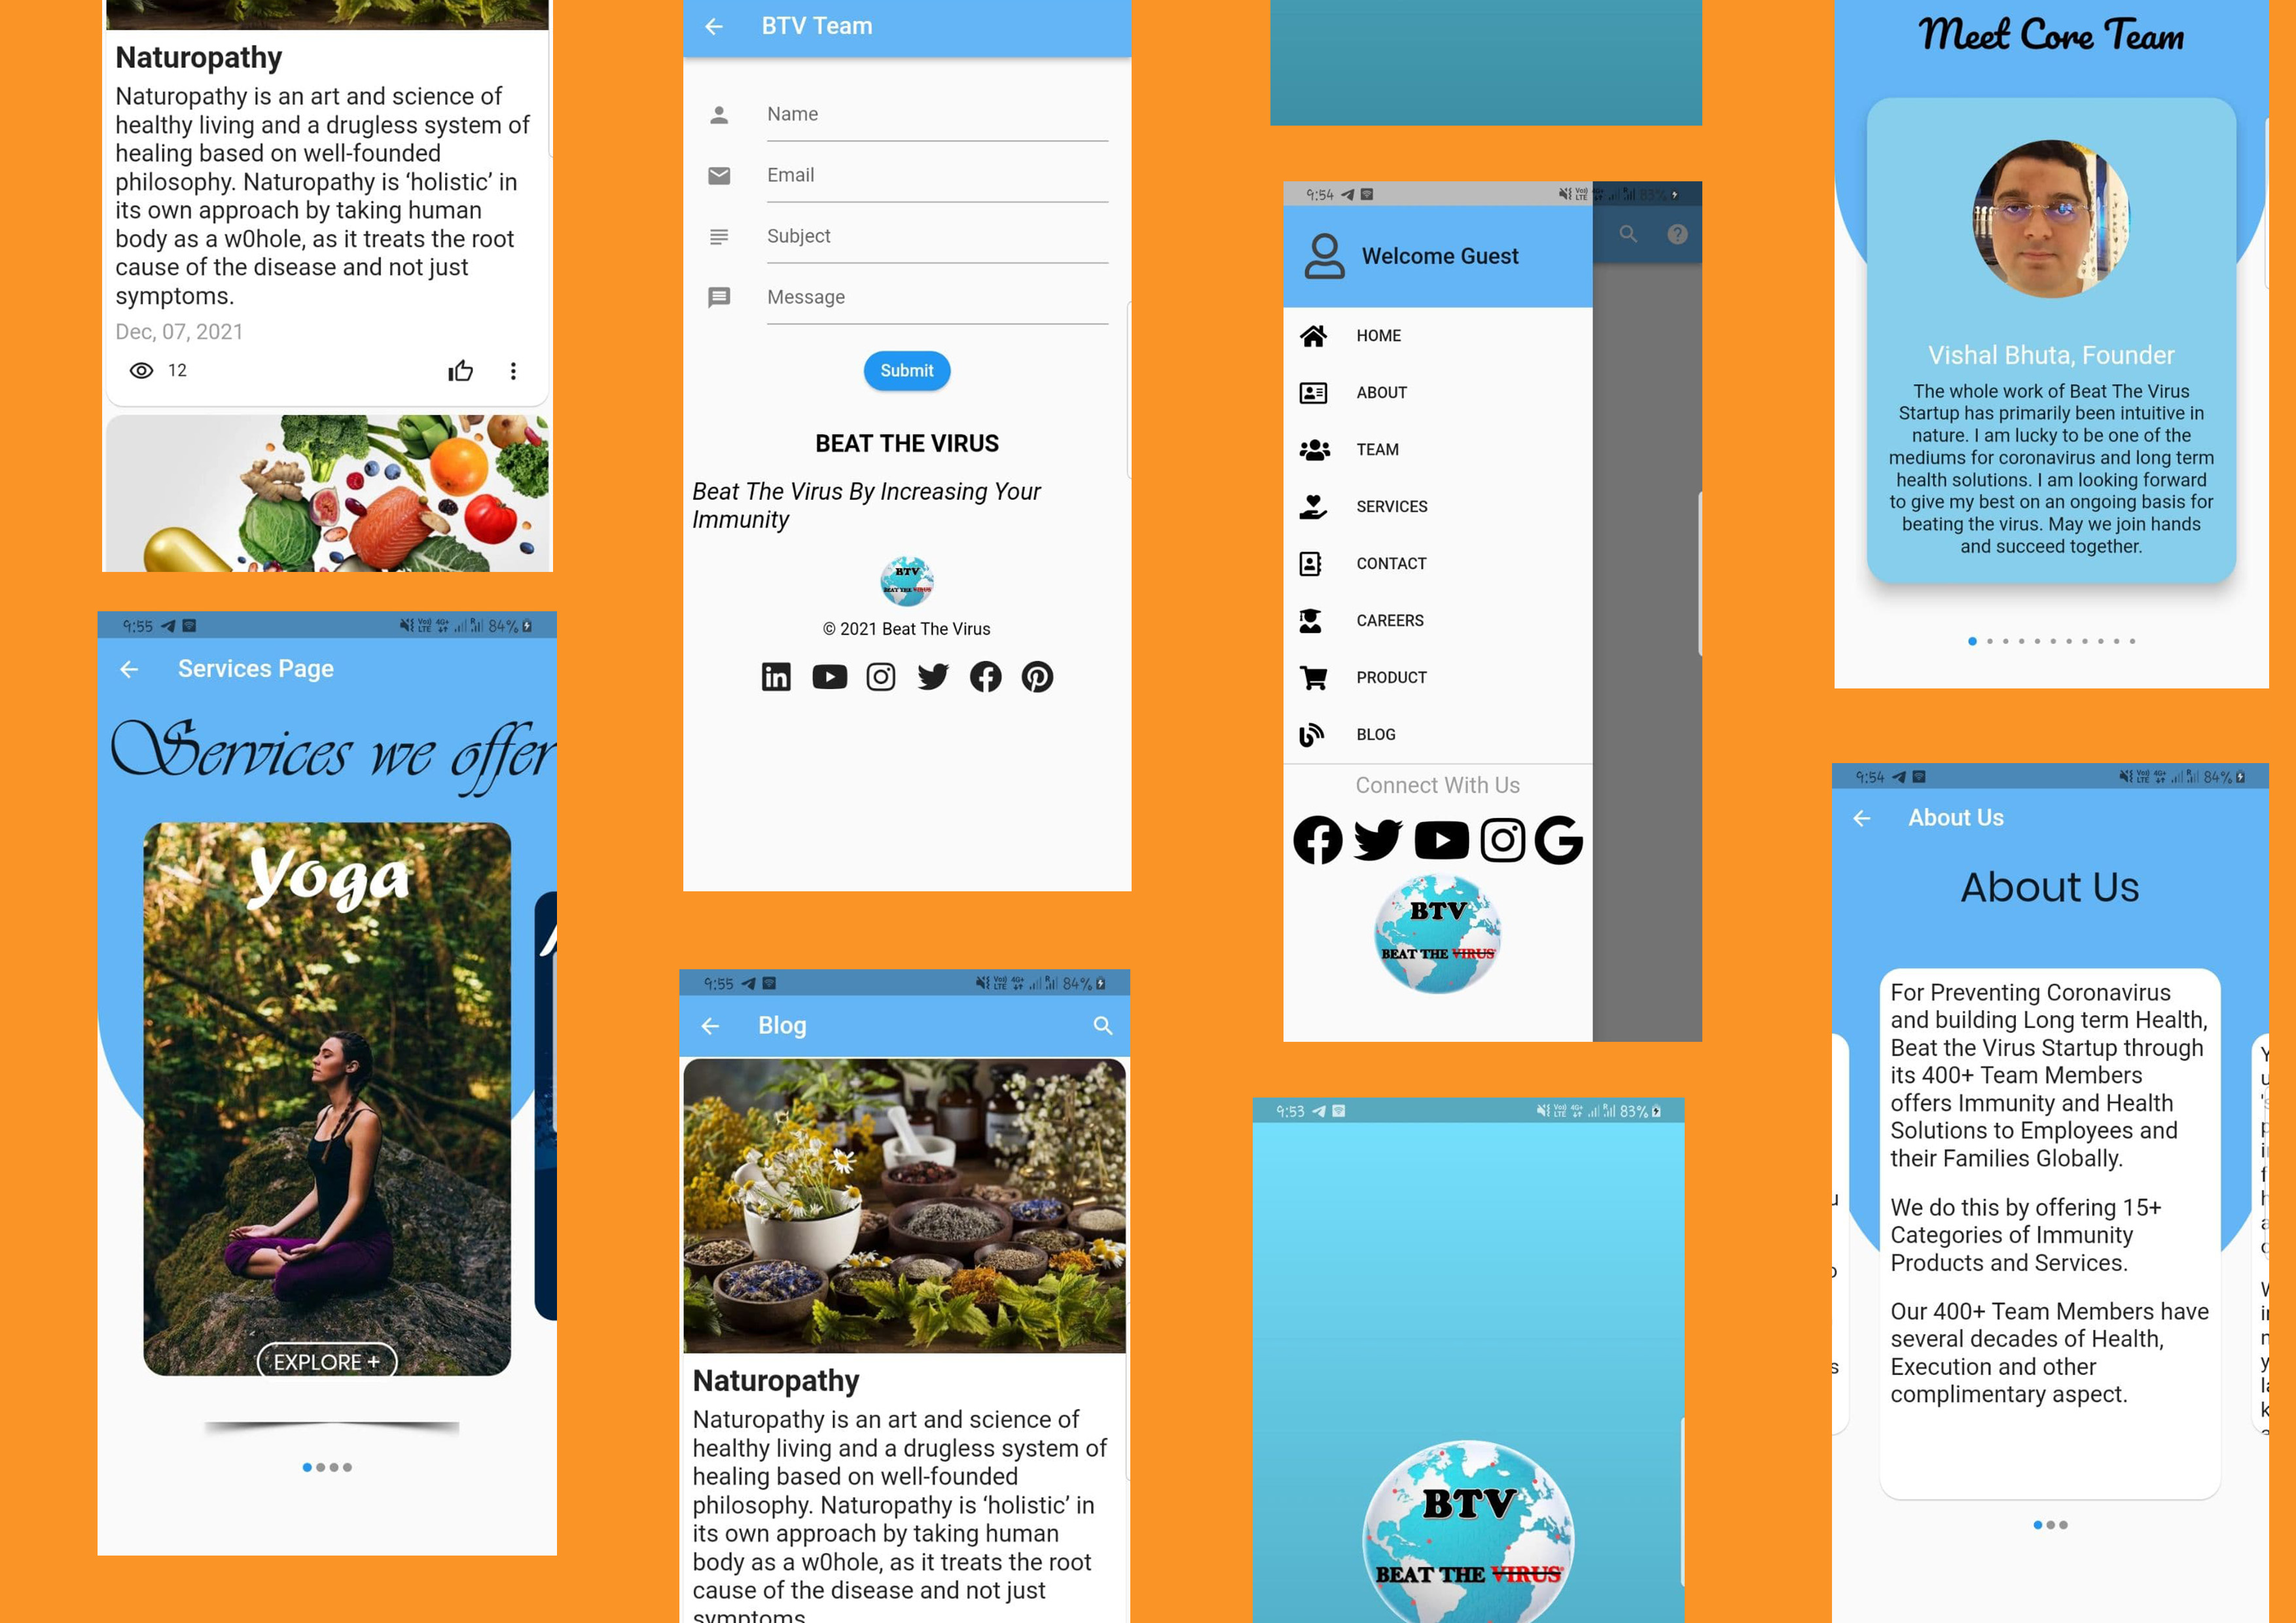 Naturopathy
Naturopathy is an art and science of
healthy living and a drugless system of
healing based on well-founded
philosophy. Naturopathy is ‘holistic’ in
its own approach by taking human
body as a w0hole, as it treats the root
cause of the disease and not just
symptoms.
Dec, 07, 2021
12
9:55
84%
Services Page
Services we offer
Yoga
EXPLORE +
BTV Team
Name
Email
Subject
Message
Submit
BEAT THE VIRUS
Beat The Virus By Increasing Your
Immunity
BTV
BEAT THE VIRUS
© 2021 Beat The Virus
9:55
84%
Blog
Naturopathy
Naturopathy is an art and science of
healthy living and a drugless system of
healing based on well-founded
philosophy. Naturopathy is ‘holistic’ in
its own approach by taking human
body as a w0hole, as it treats the root
cause of the disease and not just
symptoms.
9:54
83%
Welcome Guest
HOME
ABOUT
TEAM
SERVICES
CONTACT
CAREERS
PRODUCT
BLOG
Connect With Us
BTV
BEAT THE VIRUS
9:53
83%
BTV
BEAT THE VIRUS
Meet Core Team
Vishal Bhuta, Founder
The whole work of Beat The Virus
Startup has primarily been intuitive in
nature. I am lucky to be one of the
mediums for coronavirus and long term
health solutions. I am looking forward
to give my best on an ongoing basis for
beating the virus. May we join hands
and succeed together.
9:54
84%
About Us
About Us
For Preventing Coronavirus
and building Long term Health,
Beat the Virus Startup through
its 400+ Team Members
offers Immunity and Health
Solutions to Employees and
their Families Globally.
We do this by offering 15+
Categories of Immunity
Products and Services.
Our 400+ Team Members have
several decades of Health,
Execution and other
complimentary aspect.